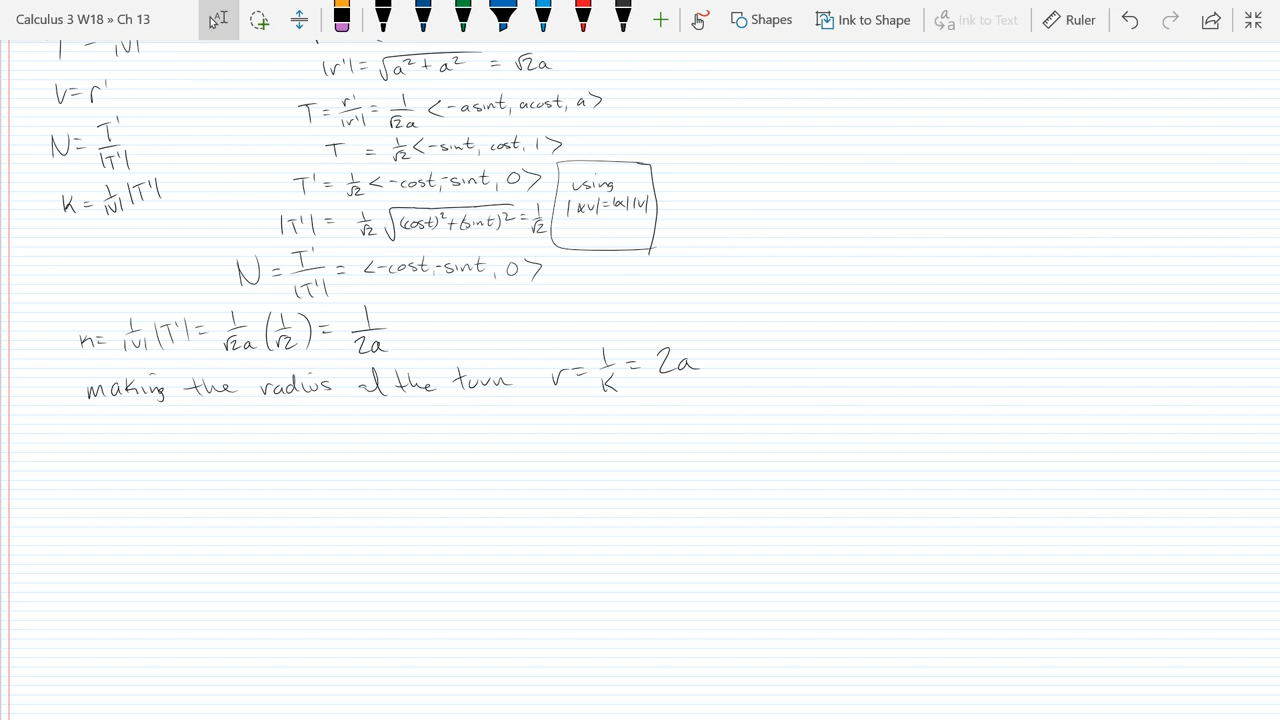 Calculus 3 W18 » Ch 13
Shapes
Ink to Shape
Ink to Text
Ruler
|V|
V = r'
N = T'/|T'|
K = 1/|V| |T'|
|r'| = √(a² + a²) = √2a
T = r'/|r'| = 1/√2a <-asint, acost, a>
T = 1/√2 <-sint, cost, 1>
T' = 1/√2 <-cost, -sint, 0>
|T'| = 1/√2 √((cost)² + (sint)²) = 1/√2
using
|αv| = |α||v|
N = T'/|T'| = <-cost, -sint, 0>
κ = 1/|V| |T'| = 1/√2a (1/√2) = 1/2a
making the radius of the turn r = 1/K = 2a